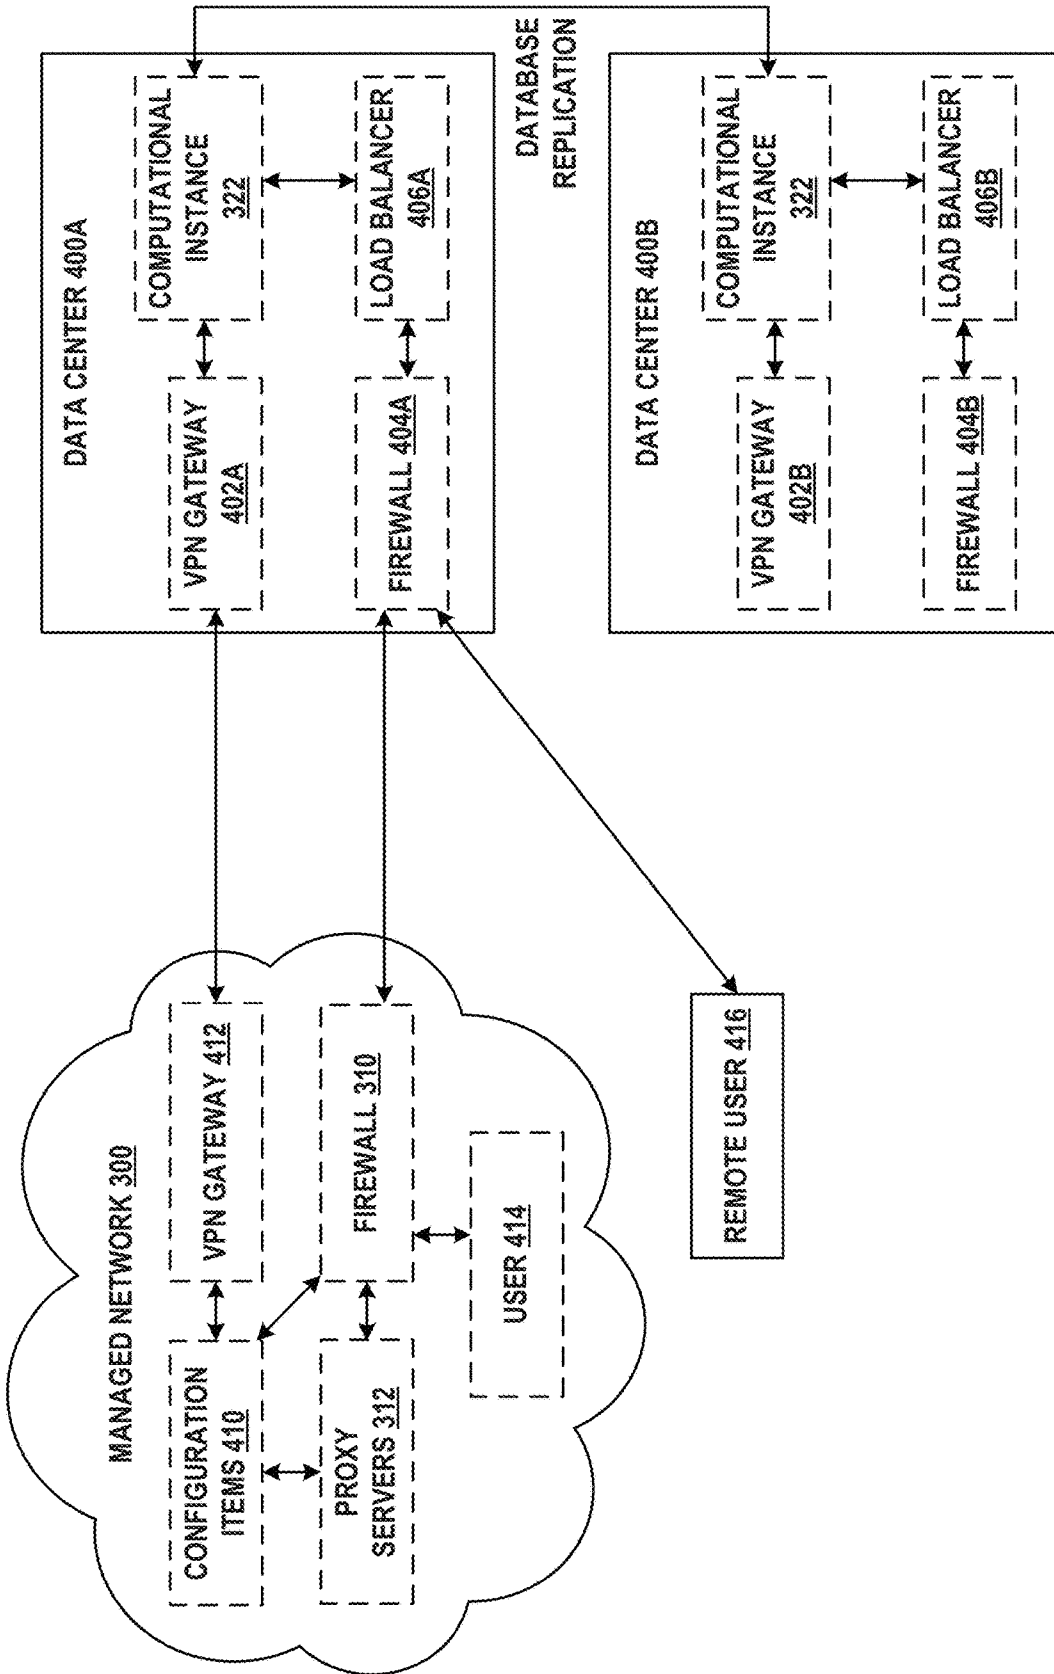 MANAGED NETWORK 300
CONFIGURATION
ITEMS 410
VPN GATEWAY 412
PROXY
SERVERS 312
FIREWALL 310
USER 414
REMOTE USER 416
DATA CENTER 400A
VPN GATEWAY
402A
COMPUTATIONAL
INSTANCE
322
FIREWALL 404A
LOAD BALANCER
406A
DATABASE
REPLICATION
DATA CENTER 400B
VPN GATEWAY
402B
COMPUTATIONAL
INSTANCE
322
FIREWALL 404B
LOAD BALANCER
406B